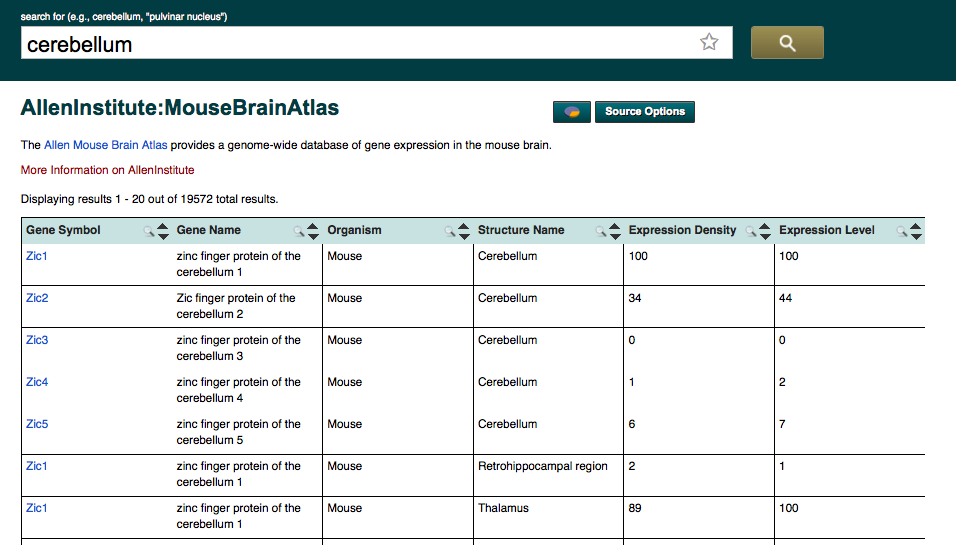 search for (e.g., cerebellum, "pulvinar nucleus")
cerebellum
AllenInstitute:MouseBrainAtlas
Source Options
The Allen Mouse Brain Atlas provides a genome-wide database of gene expression in the mouse brain.
More Information on AllenInstitute
Displaying results 1 - 20 out of 19572 total results.
Gene Symbol Gene Name Organism Structure Name Expression Density Expression Level
Zic1 zinc finger protein of the Mouse Cerebellum 100 100
cerebellum 1
Zic2 Zic finger protein of the Mouse Cerebellum 34 44
cerebellum 2
Zic3 zinc finger protein of the Mouse Cerebellum 0 0
cerebellum 3
Zic4 zinc finger protein of the Mouse Cerebellum 1 2
cerebellum 4
Zic5 zinc finger protein of the Mouse Cerebellum 6 7
cerebellum 5
Zic1 zinc finger protein of the Mouse Retrohippocampal region 2 1
cerebellum 1
Zic1 zinc finger protein of the Mouse Thalamus 89 100
cerebellum 1